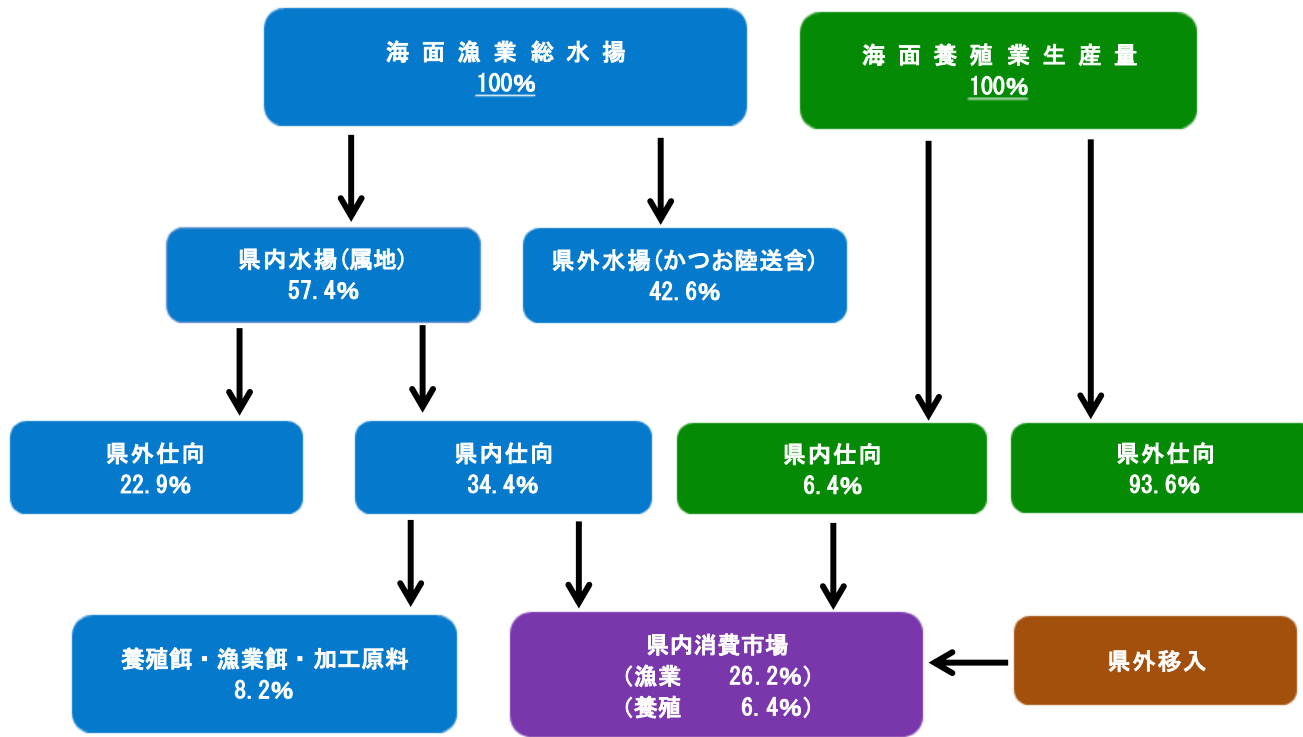 海面漁業総水揚
100%
海面養殖業生産量
100%
県内水揚(属地)
57.4%
県外水揚(かつお陸送含)
42.6%
県外仕向
22.9%
県内仕向
34.4%
県内仕向
6.4%
県外仕向
93.6%
養殖餌・漁業餌・加工原料
8.2%
県内消費市場
(漁業 26.2%)
(養殖 6.4%)
県外移入